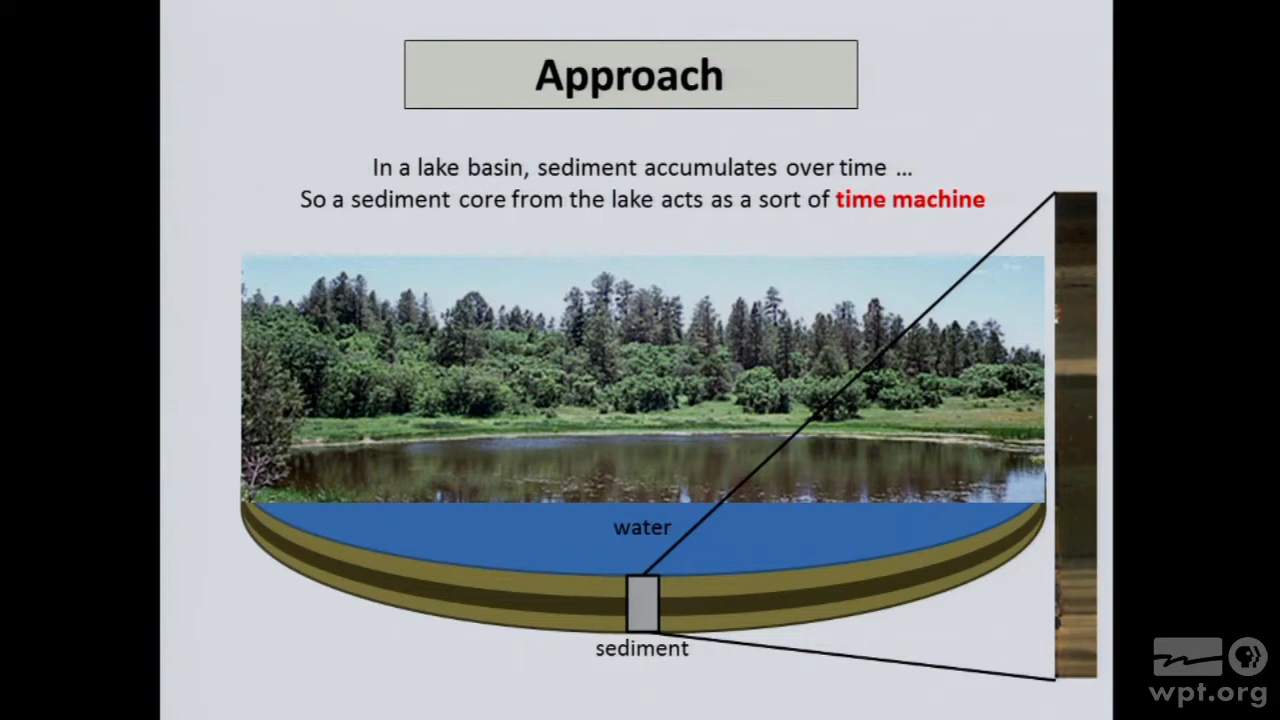 Approach
In a lake basin, sediment accumulates over time ...
So a sediment core from the lake acts as a sort of time machine
water
sediment
wpt.org